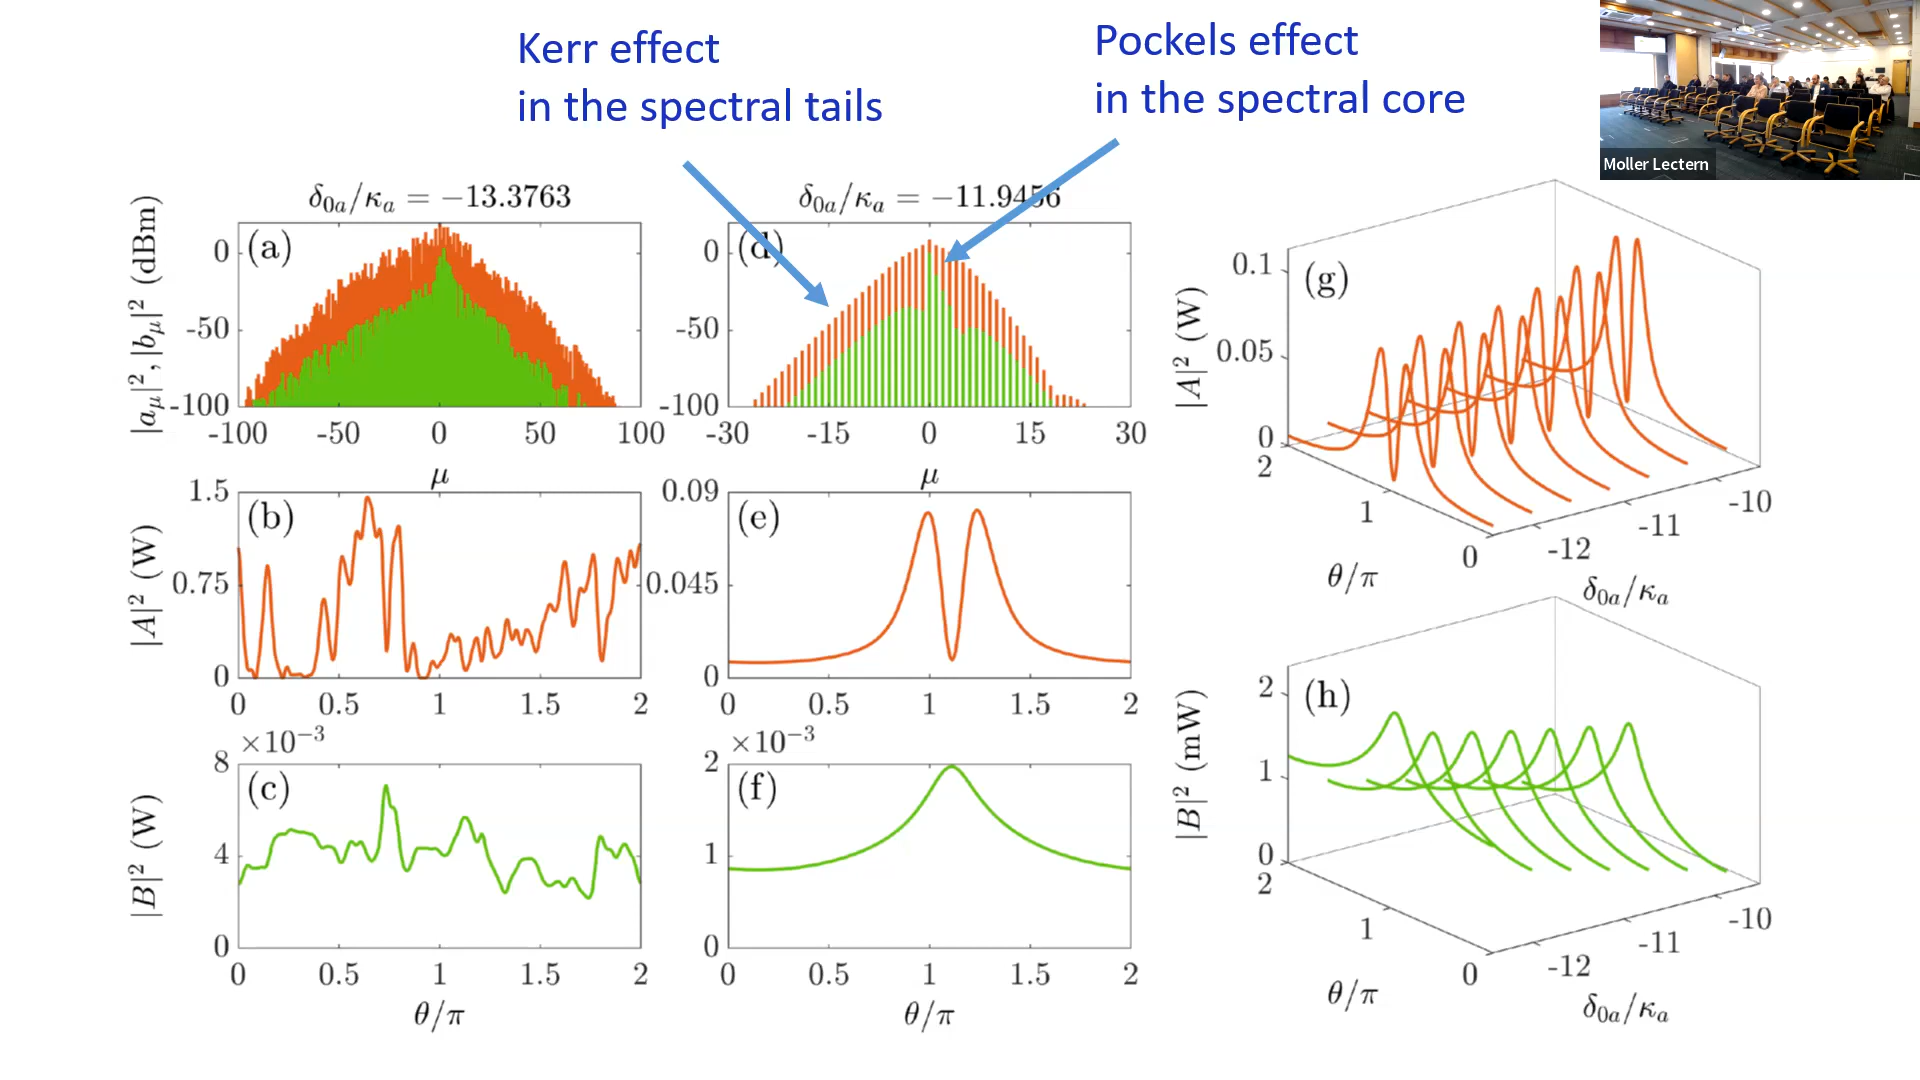 Kerr effect
in the spectral tails
Pockels effect
in the spectral core
Moller Lectern
δ₀ₐ/κₐ = −13.3763
(a)
|a_μ|², |b_μ|² (dBm)
0
-50
-100
-100 -50 0 50 100
μ
δ₀ₐ/κₐ = −11.9456
(d)
0
-50
-100
-30 -15 0 15 30
μ
(b)
|A|² (W)
1.5
0.75
0
0 0.5 1 1.5 2
(e)
0.09
0.045
0
0 0.5 1 1.5 2
×10⁻³
(c)
|B|² (W)
8
4
0
0 0.5 1 1.5 2
θ/π
×10⁻³
(f)
2
1
0
0 0.5 1 1.5 2
θ/π
(g)
|A|² (W)
0.1
0.05
0
2
1
0
θ/π
-12
-11
-10
δ₀ₐ/κₐ
(h)
|B|² (mW)
2
1
0
2
1
0
θ/π
-12
-11
-10
δ₀ₐ/κₐ